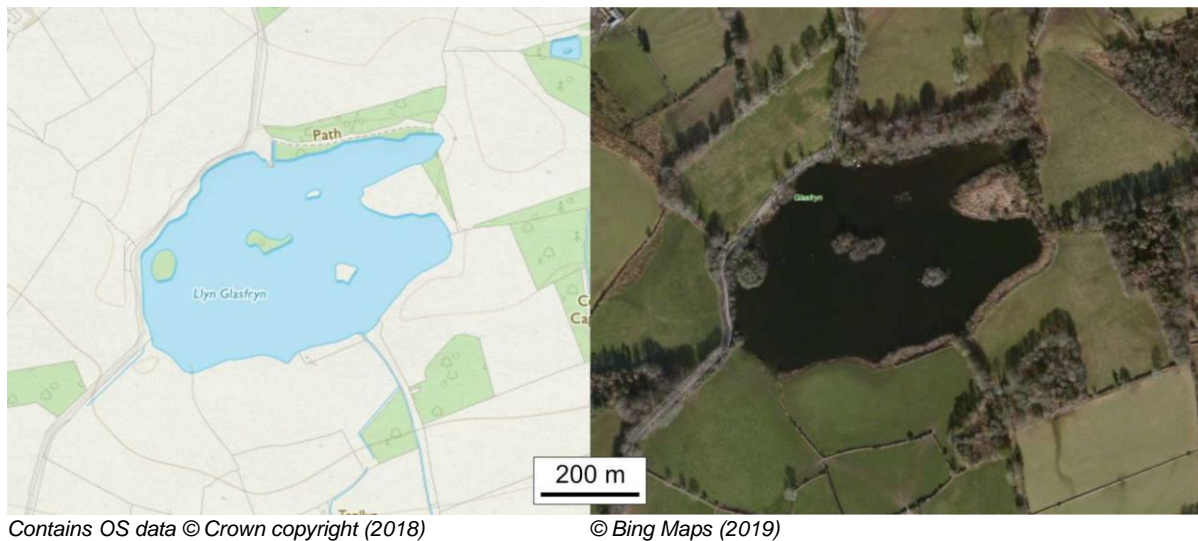 Path
Llyn Glasfryn
Glasfryn
200 m
Contains OS data © Crown copyright (2018)
© Bing Maps (2019)